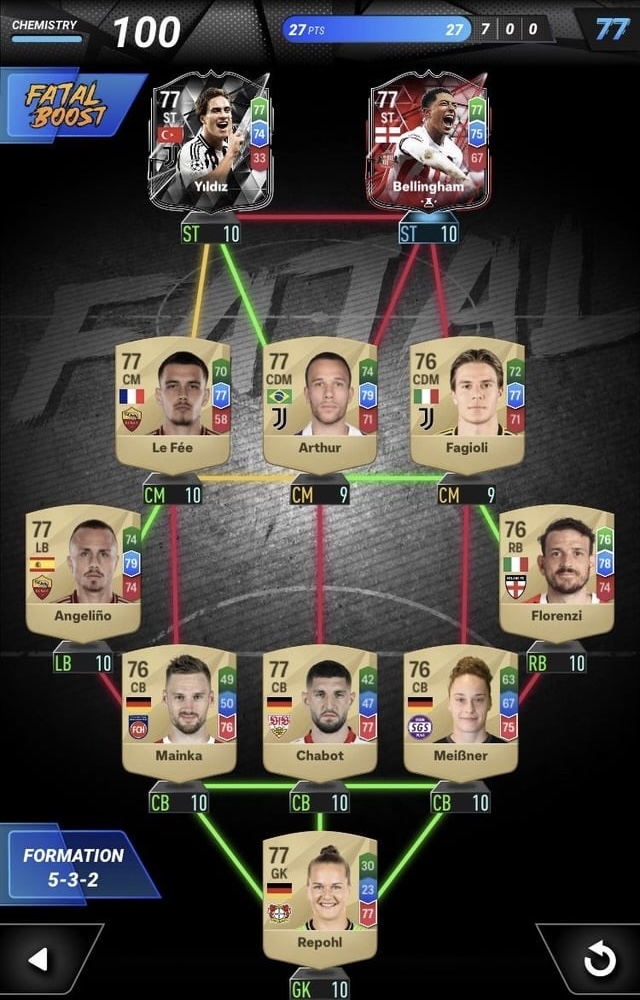 CHEMISTRY 100 27 PTS 27 7 0 0 77
FATAL
BOOST
77
ST
77
74
33
Yıldız
ST 10
77
ST
77
75
67
Bellingham
ST 10
FATAL
77
CM
70
77
58
Le Fée
CM 10
77
CDM
74
79
71
Arthur
CM 9
76
CDM
72
77
71
Fagioli
CM 9
77
LB
74
79
74
Angeliño
LB 10
76
RB
76
78
74
Florenzi
RB 10
76
CB
49
50
76
FCH
Mainka
CB 10
77
CB
42
47
77
Chabot
CB 10
76
CB
63
67
75
SGS
Meißner
CB 10
FORMATION
5-3-2
77
GK
30
23
77
Repohl
GK 10